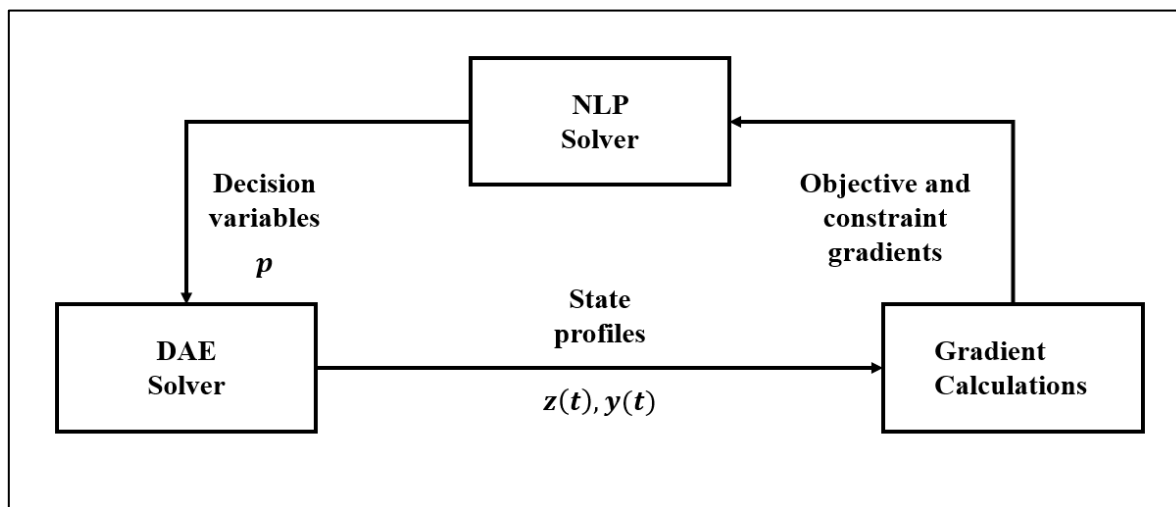 NLP
Solver
Decision
variables
p
Objective and
constraint
gradients
State
profiles
z(t), y(t)
DAE
Solver
Gradient
Calculations